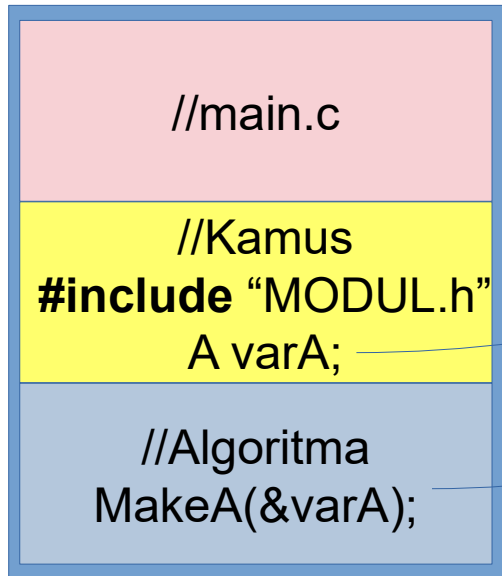 //main.c
//Kamus
#include “MODUL.h”
A varA;
//Algoritma
MakeA(&varA);